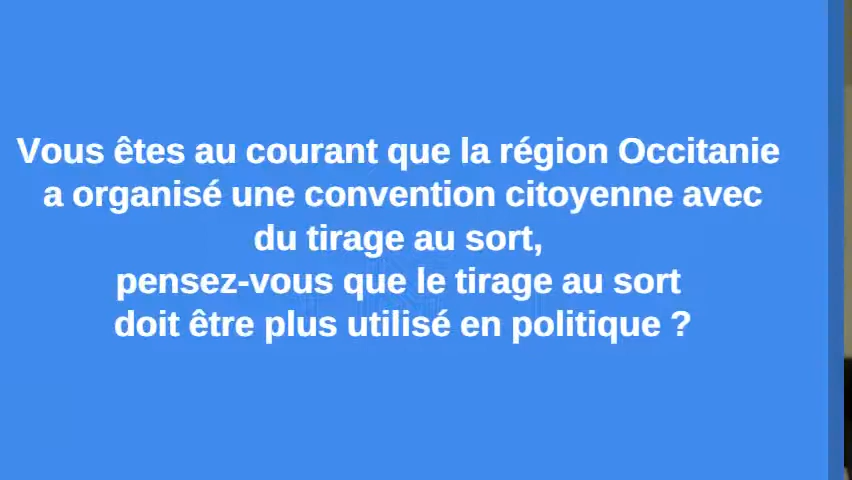 Vous êtes au courant que la région Occitanie
a organisé une convention citoyenne avec
du tirage au sort,
pensez-vous que le tirage au sort
doit être plus utilisé en politique ?